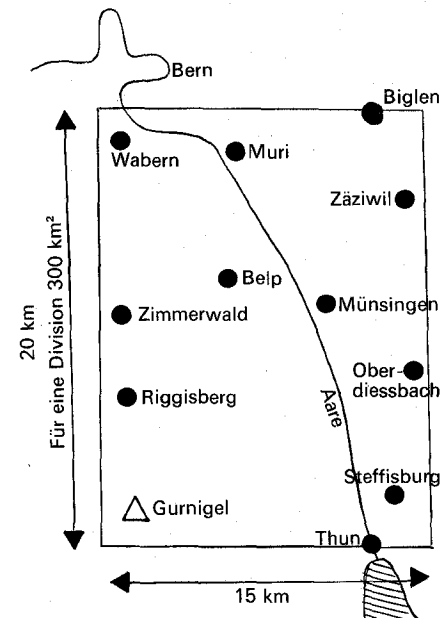 Bern
Biglen
Wabern
Muri
Zäziwil
Belp
Zimmerwald
Münsingen
20 km
Für eine Division 300 km²
Ober-
diessbach
Riggisberg
Aare
Steffisburg
Gurnigel
Thun
15 km